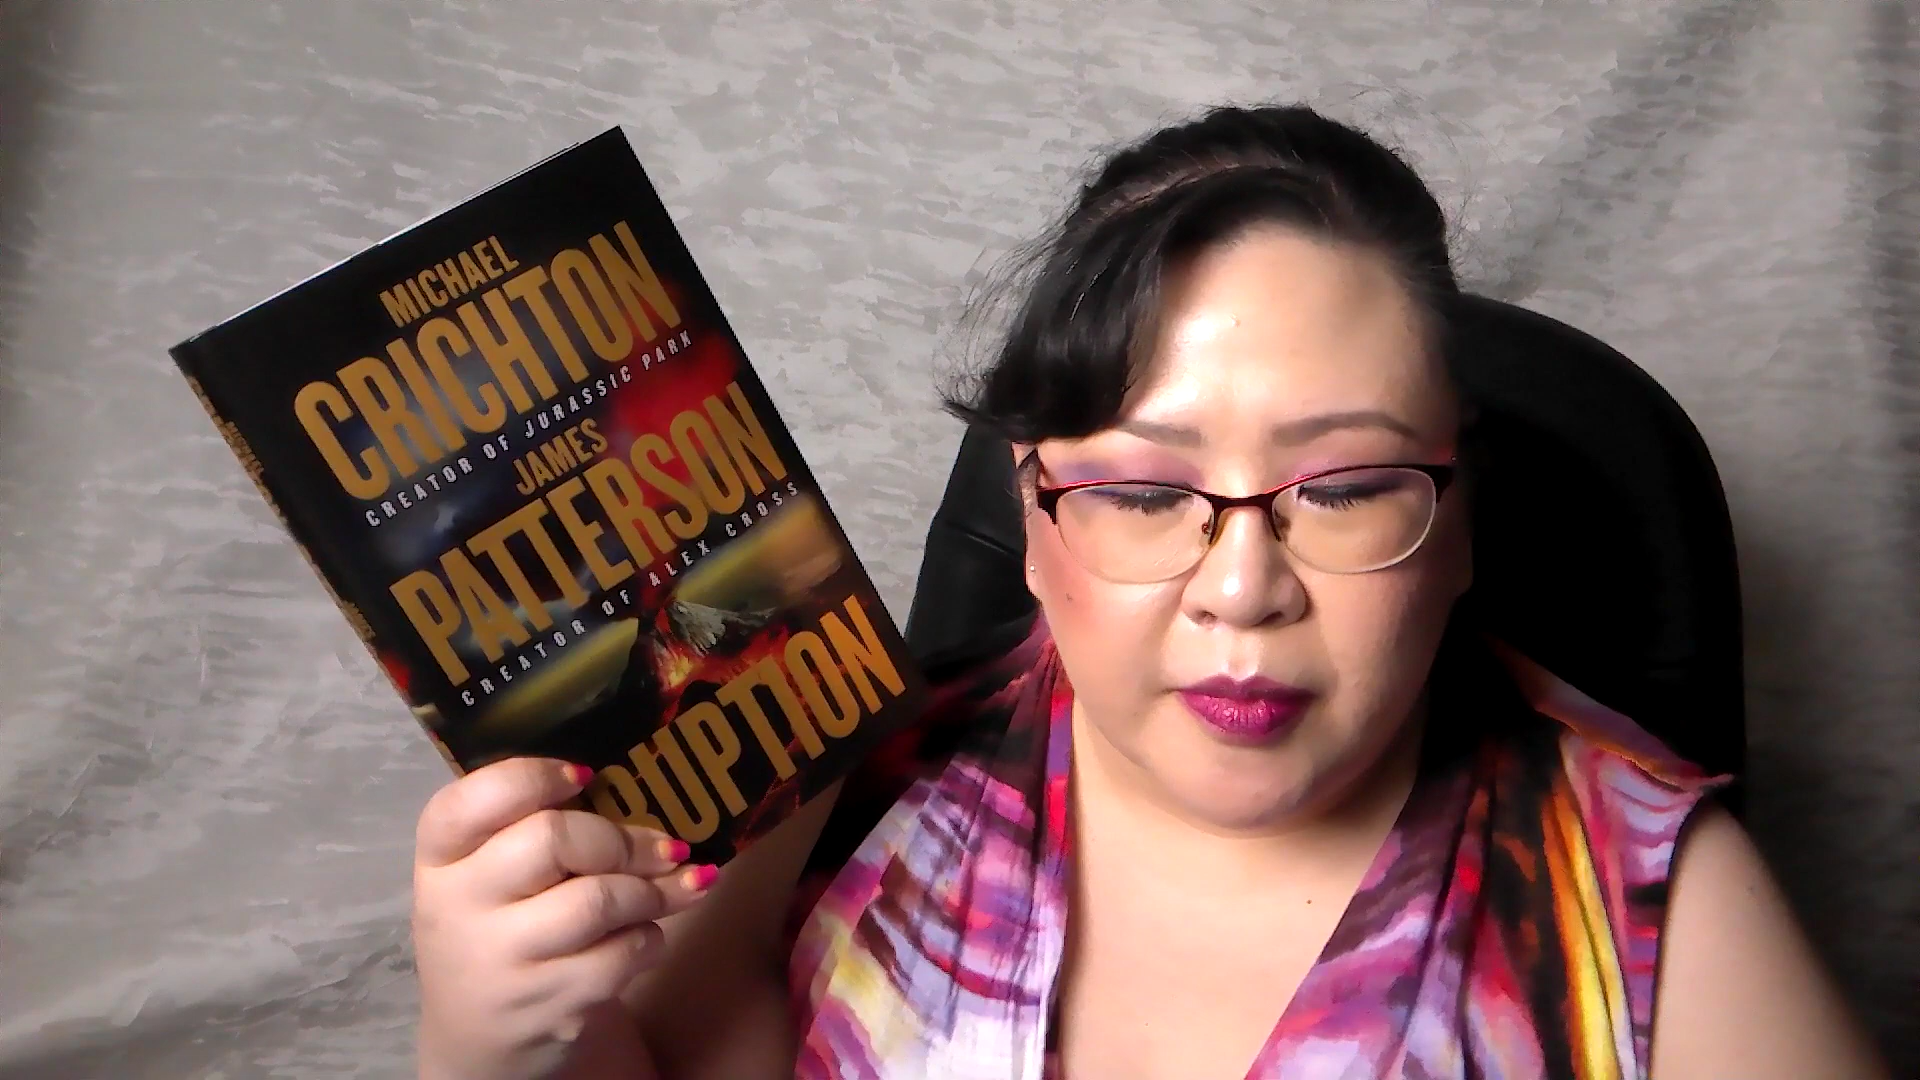 MICHAEL
CRICHTON
CREATOR OF JURASSIC PARK
JAMES
PATTERSON
CREATOR OF ALEX CROSS
RUPTION